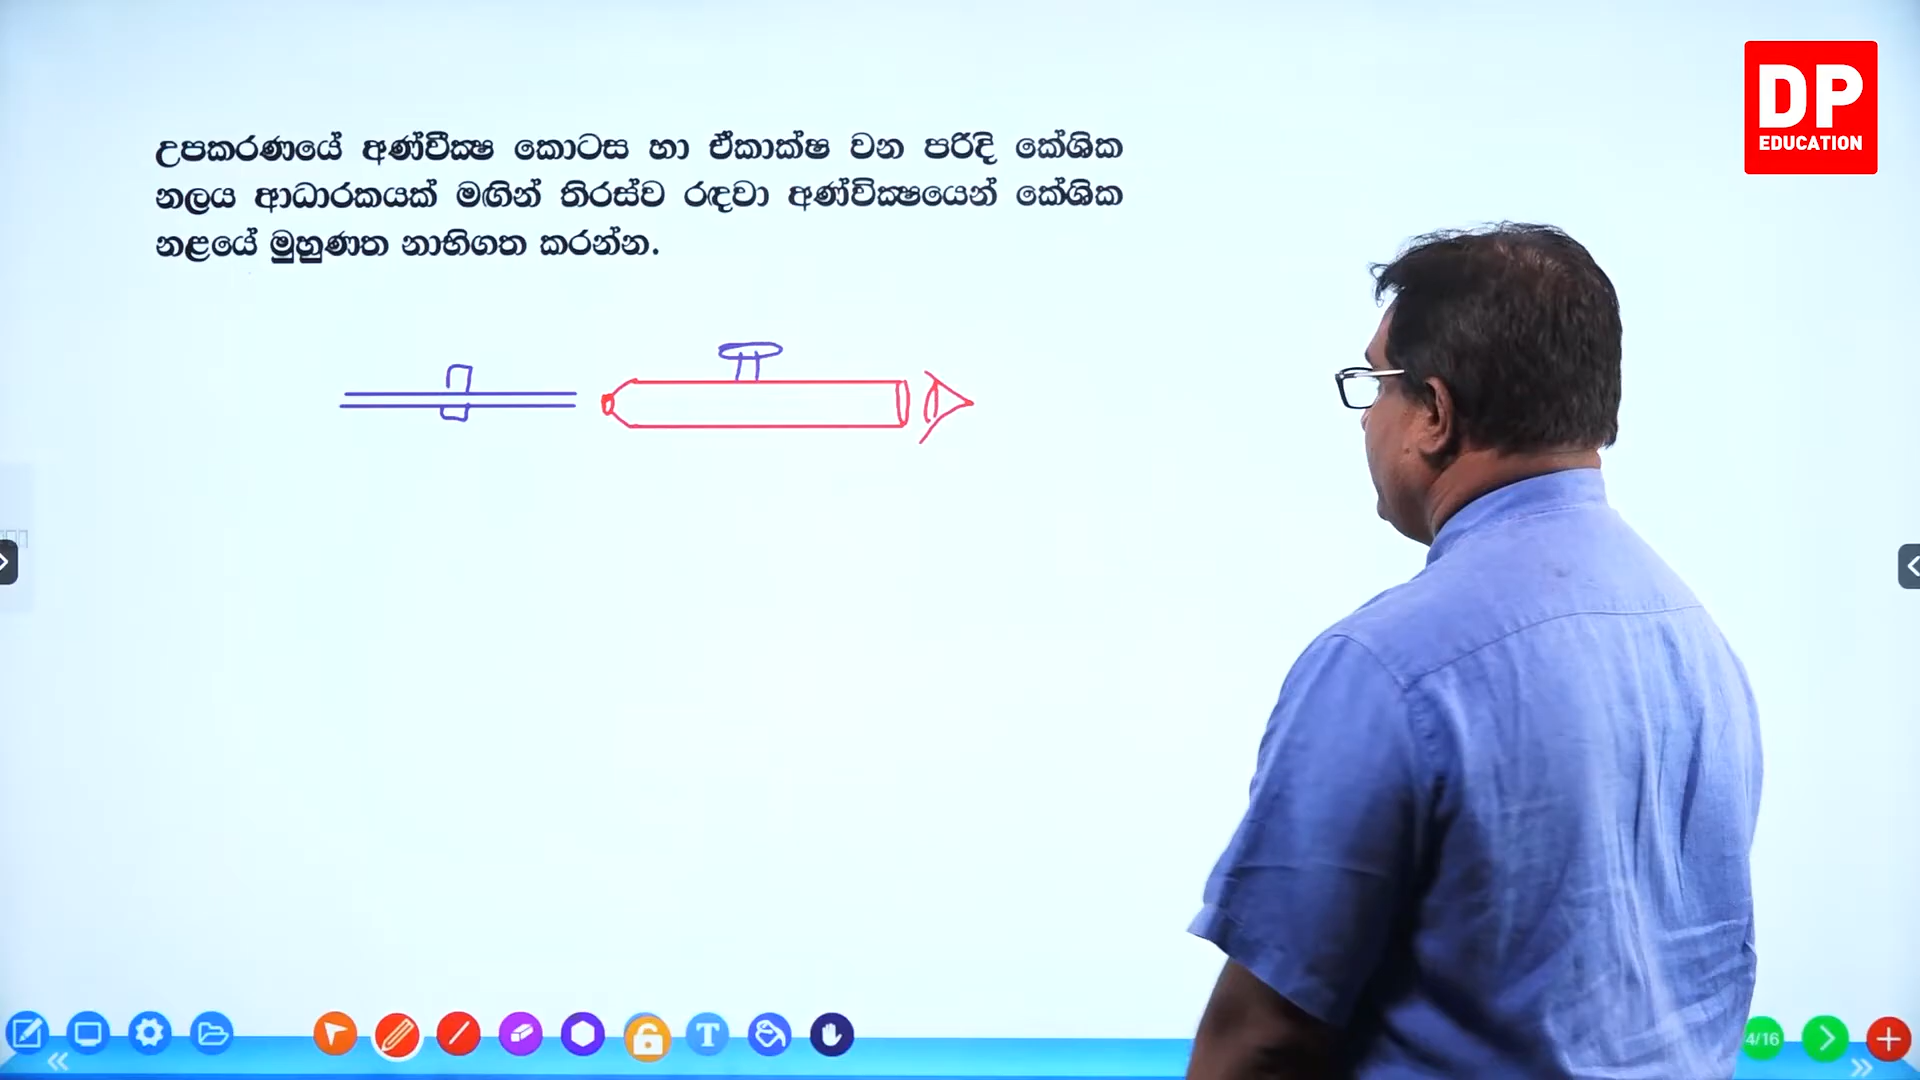 DP
EDUCATION
උපකරණයේ අණ්වීක්‍ෂ කොටස හා ඒකාක්ෂ වන පරිදි කේශික
නලය ආධාරකයක් මඟින් තිරස්ව රඳවා අණ්වික්‍ෂයෙන් කේශික
නළයේ මුහුණත නාභිගත කරන්න.
T
4/16